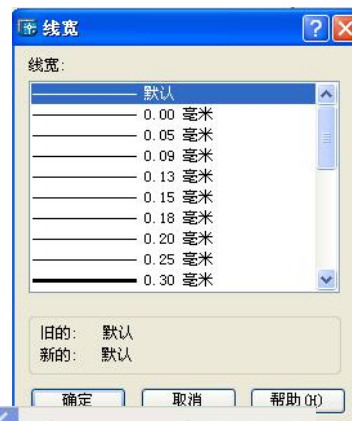 线宽
线宽:
默认
0.00 毫米
0.05 毫米
0.09 毫米
0.13 毫米
0.15 毫米
0.18 毫米
0.20 毫米
0.25 毫米
0.30 毫米
旧的: 默认
新的: 默认
确定 取消 帮助(H)